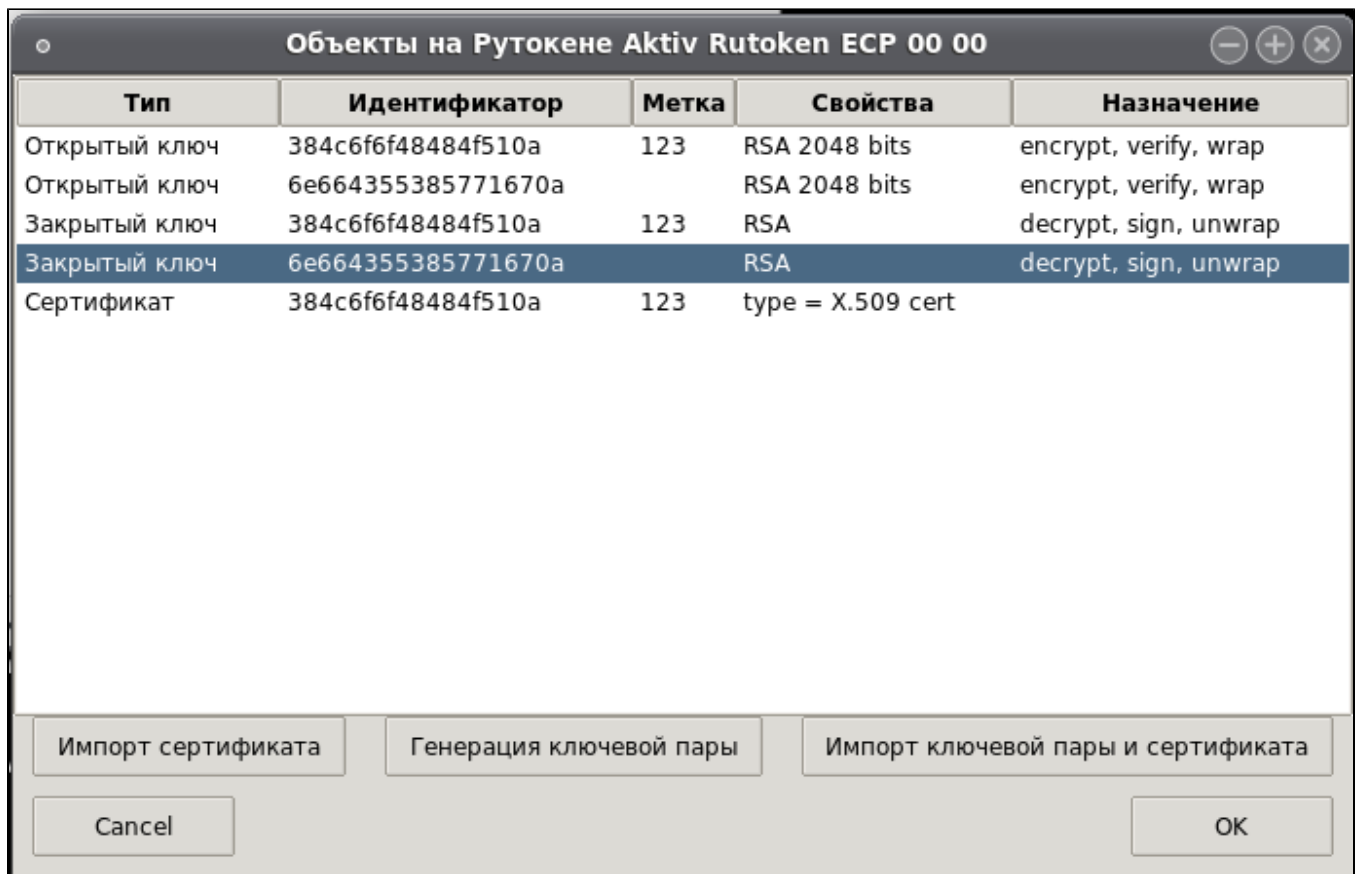 Объекты на Рутокене Aktiv Rutoken ECP 00 00
Тип Идентификатор Метка Свойства Назначение
Открытый ключ 384c6f6f48484f510a 123 RSA 2048 bits encrypt, verify, wrap
Открытый ключ 6e664355385771670a RSA 2048 bits encrypt, verify, wrap
Закрытый ключ 384c6f6f48484f510a 123 RSA decrypt, sign, unwrap
Закрытый ключ 6e664355385771670a RSA decrypt, sign, unwrap
Сертификат 384c6f6f48484f510a 123 type = X.509 cert
Импорт сертификата Генерация ключевой пары Импорт ключевой пары и сертификата
Cancel OK